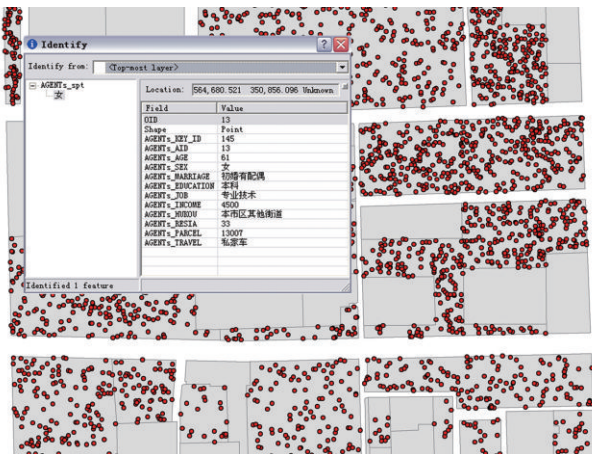 Identify
Identify from: <Top-most layer>
AGENTs_spt
女
Location: 564,680.521 350,856.096 Unknown
Field Value
OID 13
Shape Point
AGENTs_KEY_ID 145
AGENTs_AID 13
AGENTs_AGE 61
AGENTs_SEX 女
AGENTs_MARRIAGE 初婚有配偶
AGENTs_EDUCATION 本科
AGENTs_JOB 专业技术
AGENTs_INCOME 4500
AGENTs_HUKOU 本市区其他街道
AGENTs_RESIA 33
AGENTs_PARCEL 13007
AGENTs_TRAVEL 私家车
Identified 1 feature